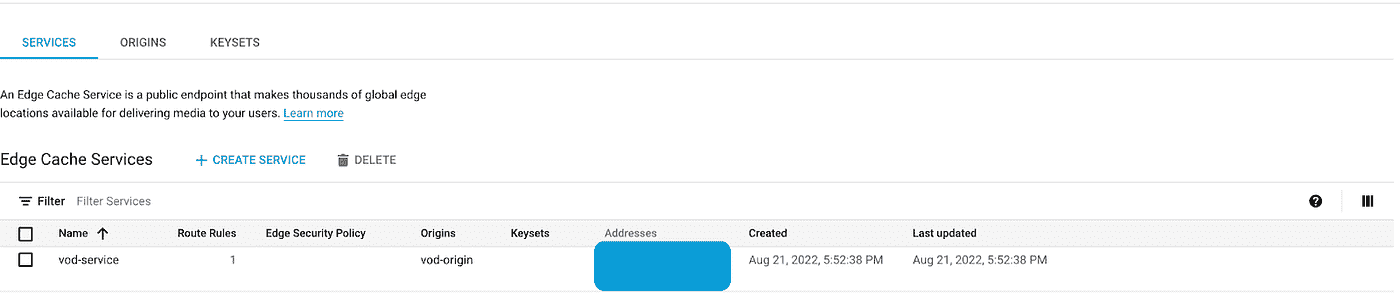 SERVICES ORIGINS KEYSETS
An Edge Cache Service is a public endpoint that makes thousands of global edge
locations available for delivering media to your users. Learn more
Edge Cache Services + CREATE SERVICE DELETE
Filter Filter Services
Name Route Rules Edge Security Policy Origins Keysets Addresses Created Last updated
vod-service 1 vod-origin Aug 21, 2022, 5:52:38 PM Aug 21, 2022, 5:52:38 PM